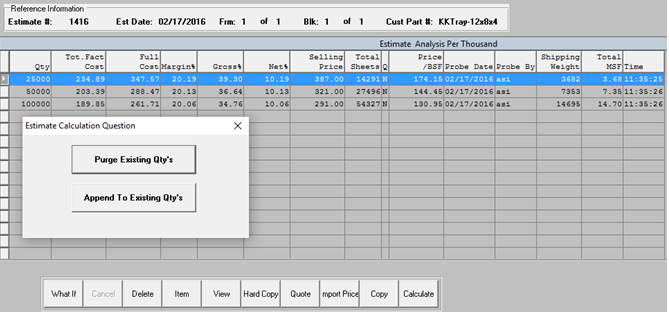 Reference Information
Estimate #: 1416 Est Date: 02/17/2016 Frm: 1 of 1 Blk: 1 of 1 Cust Part #: KKTray-12x8x4
Estimate Analysis Per Thousand
Tot.Fact Full Selling Total Price Shipping Total
Qty Cost Cost Margin% Gross% Net% Price Sheets Q /BSF Probe Date Probe By Weight MSF Time
25000 234.89 347.57 20.19 39.30 10.19 387.00 14291 N 174.15 02/17/2016 asi 3682 3.68 11:35:25
50000 203.39 288.47 20.13 36.64 10.13 321.00 27496 N 144.45 02/17/2016 asi 7353 7.35 11:35:26
100000 189.85 261.71 20.06 34.76 10.06 291.00 54327 N 130.95 02/17/2016 asi 14695 14.70 11:35:26
Estimate Calculation Question
Purge Existing Qty's
Append To Existing Qty's
What If Cancel Delete Item View Hard Copy Quote mport Price Copy Calculate